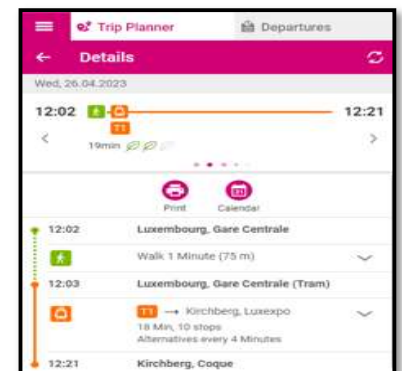 Trip Planner Departures
Details
Wed, 26.04.2023
12:02 12:21
T1
19min
Print Calendar
12:02 Luxembourg, Gare Centrale
Walk 1 Minute (75 m)
12:03 Luxembourg, Gare Centrale (Tram)
T1 → Kirchberg, Luxexpo
18 Min, 10 stops
Alternatives every 4 Minutes
12:21 Kirchberg, Coque